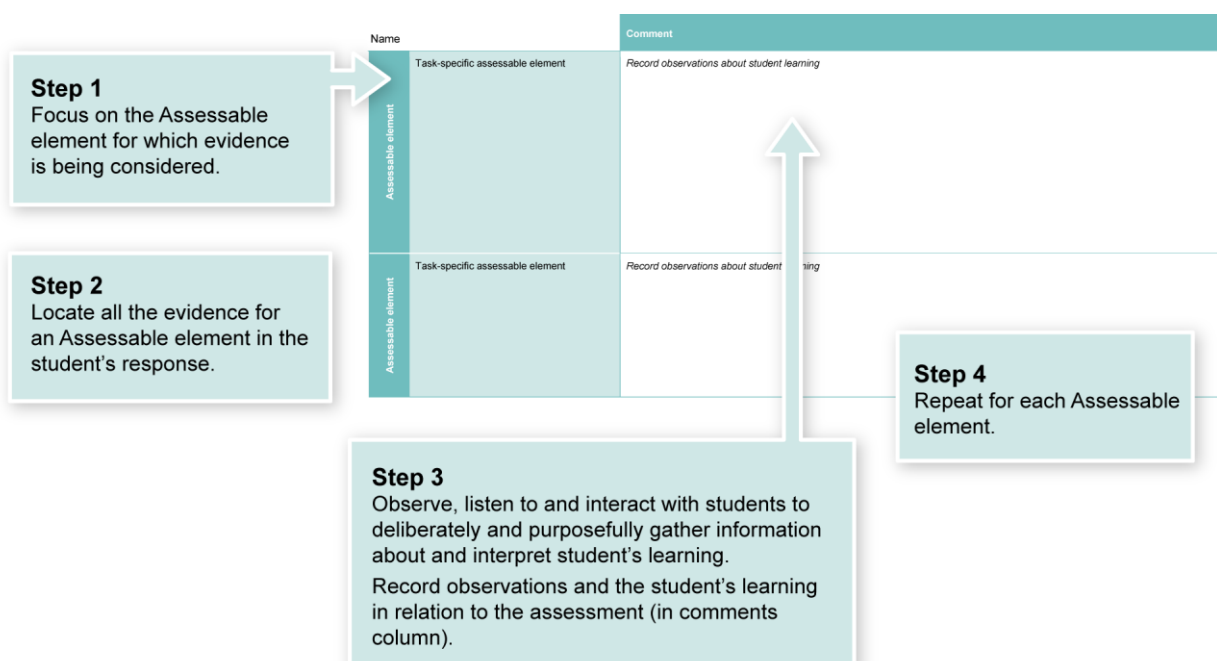 Name
Comment
Step 1
Focus on the Assessable
element for which evidence
is being considered.
Assessable element
Task-specific assessable element
Record observations about student learning
Step 2
Locate all the evidence for
an Assessable element in the
student’s response.
Assessable element
Task-specific assessable element
Record observations about student learning
Step 3
Observe, listen to and interact with students to
deliberately and purposefully gather information
about and interpret student’s learning.
Record observations and the student’s learning
in relation to the assessment (in comments
column).
Step 4
Repeat for each Assessable
element.